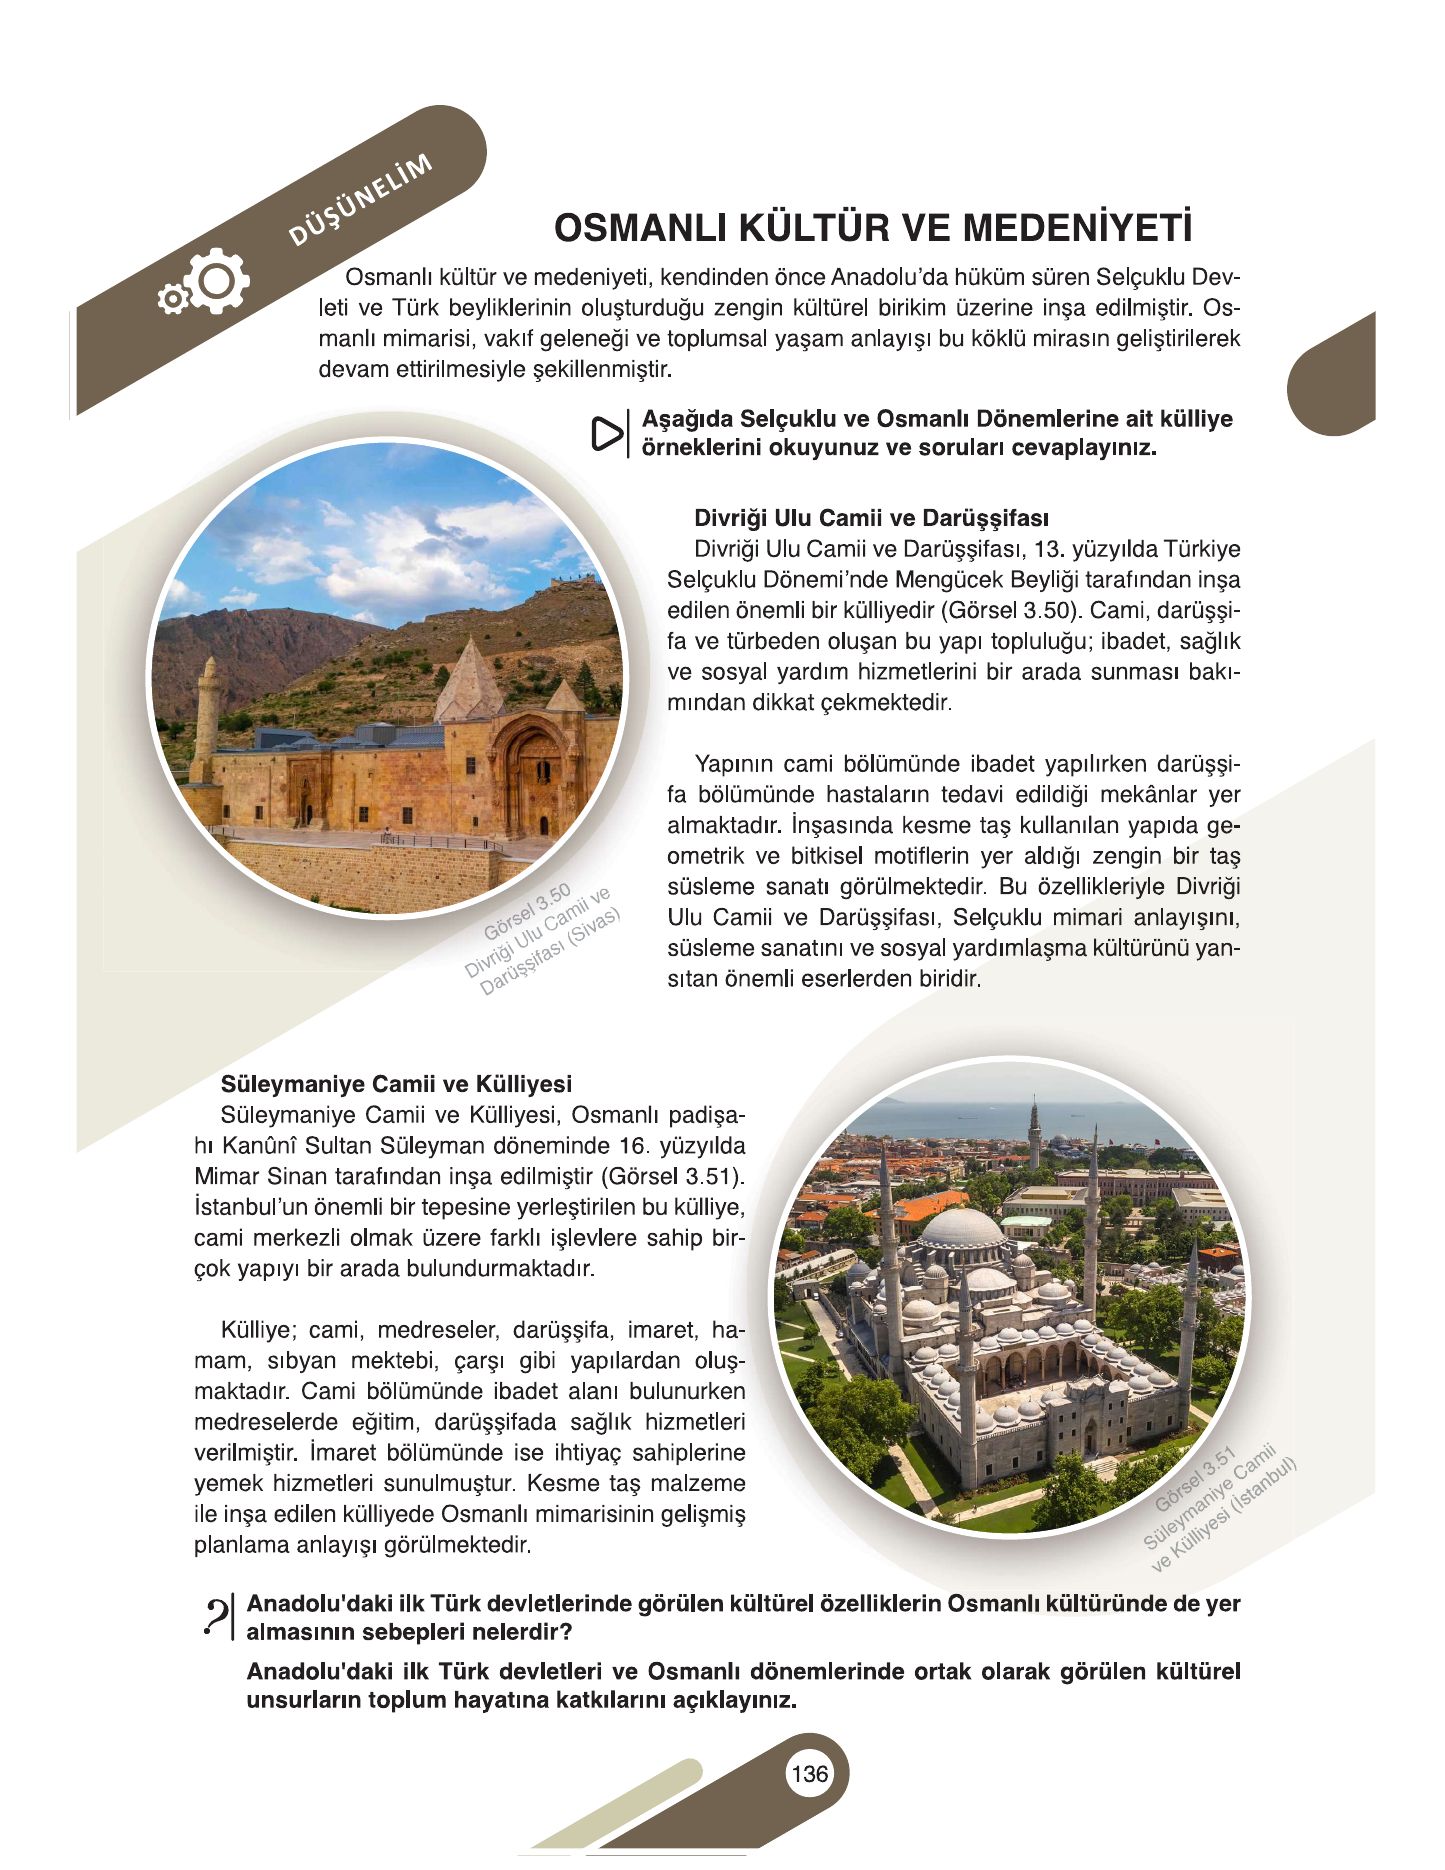 DÜŞÜNELİM
OSMANLI KÜLTÜR VE MEDENİYETİ
Osmanlı kültür ve medeniyeti, kendinden önce Anadolu’da hüküm süren Selçuklu Dev-
leti ve Türk beyliklerinin oluşturduğu zengin kültürel birikim üzerine inşa edilmiştir. Os-
manlı mimarisi, vakıf geleneği ve toplumsal yaşam anlayışı bu köklü mirasın geliştirilerek
devam ettirilmesiyle şekillenmiştir.
Aşağıda Selçuklu ve Osmanlı Dönemlerine ait külliye
örneklerini okuyunuz ve soruları cevaplayınız.
Divriği Ulu Camii ve Darüşşifası
Divriği Ulu Camii ve Darüşşifası, 13. yüzyılda Türkiye
Selçuklu Dönemi’nde Mengücek Beyliği tarafından inşa
edilen önemli bir külliyedir (Görsel 3.50). Cami, darüşşi-
fa ve türbeden oluşan bu yapı topluluğu; ibadet, sağlık
ve sosyal yardım hizmetlerini bir arada sunması bakı-
mından dikkat çekmektedir.
Yapının cami bölümünde ibadet yapılırken darüşşi-
fa bölümünde hastaların tedavi edildiği mekânlar yer
almaktadır. İnşasında kesme taş kullanılan yapıda ge-
ometrik ve bitkisel motiflerin yer aldığı zengin bir taş
süsleme sanatı görülmektedir. Bu özellikleriyle Divriği
Ulu Camii ve Darüşşifası, Selçuklu mimari anlayışını,
süsleme sanatını ve sosyal yardımlaşma kültürünü yan-
sıtan önemli eserlerden biridir.
Görsel 3.50
Divriği Ulu Camii ve
Darüşşifası (Sivas)
Süleymaniye Camii ve Külliyesi
Süleymaniye Camii ve Külliyesi, Osmanlı padişa-
hı Kanûnî Sultan Süleyman döneminde 16. yüzyılda
Mimar Sinan tarafından inşa edilmiştir (Görsel 3.51).
İstanbul’un önemli bir tepesine yerleştirilen bu külliye,
cami merkezli olmak üzere farklı işlevlere sahip bir-
çok yapıyı bir arada bulundurmaktadır.
Külliye; cami, medreseler, darüşşifa, imaret, ha-
mam, sıbyan mektebi, çarşı gibi yapılardan oluş-
maktadır. Cami bölümünde ibadet alanı bulunurken
medreselerde eğitim, darüşşifada sağlık hizmetleri
verilmiştir. İmaret bölümünde ise ihtiyaç sahiplerine
yemek hizmetleri sunulmuştur. Kesme taş malzeme
ile inşa edilen külliyede Osmanlı mimarisinin gelişmiş
planlama anlayışı görülmektedir.
Görsel 3.51
Süleymaniye Camii
ve Külliyesi (İstanbul)
? Anadolu'daki ilk Türk devletlerinde görülen kültürel özelliklerin Osmanlı kültüründe de yer
almasının sebepleri nelerdir?
Anadolu'daki ilk Türk devletleri ve Osmanlı dönemlerinde ortak olarak görülen kültürel
unsurların toplum hayatına katkılarını açıklayınız.
136